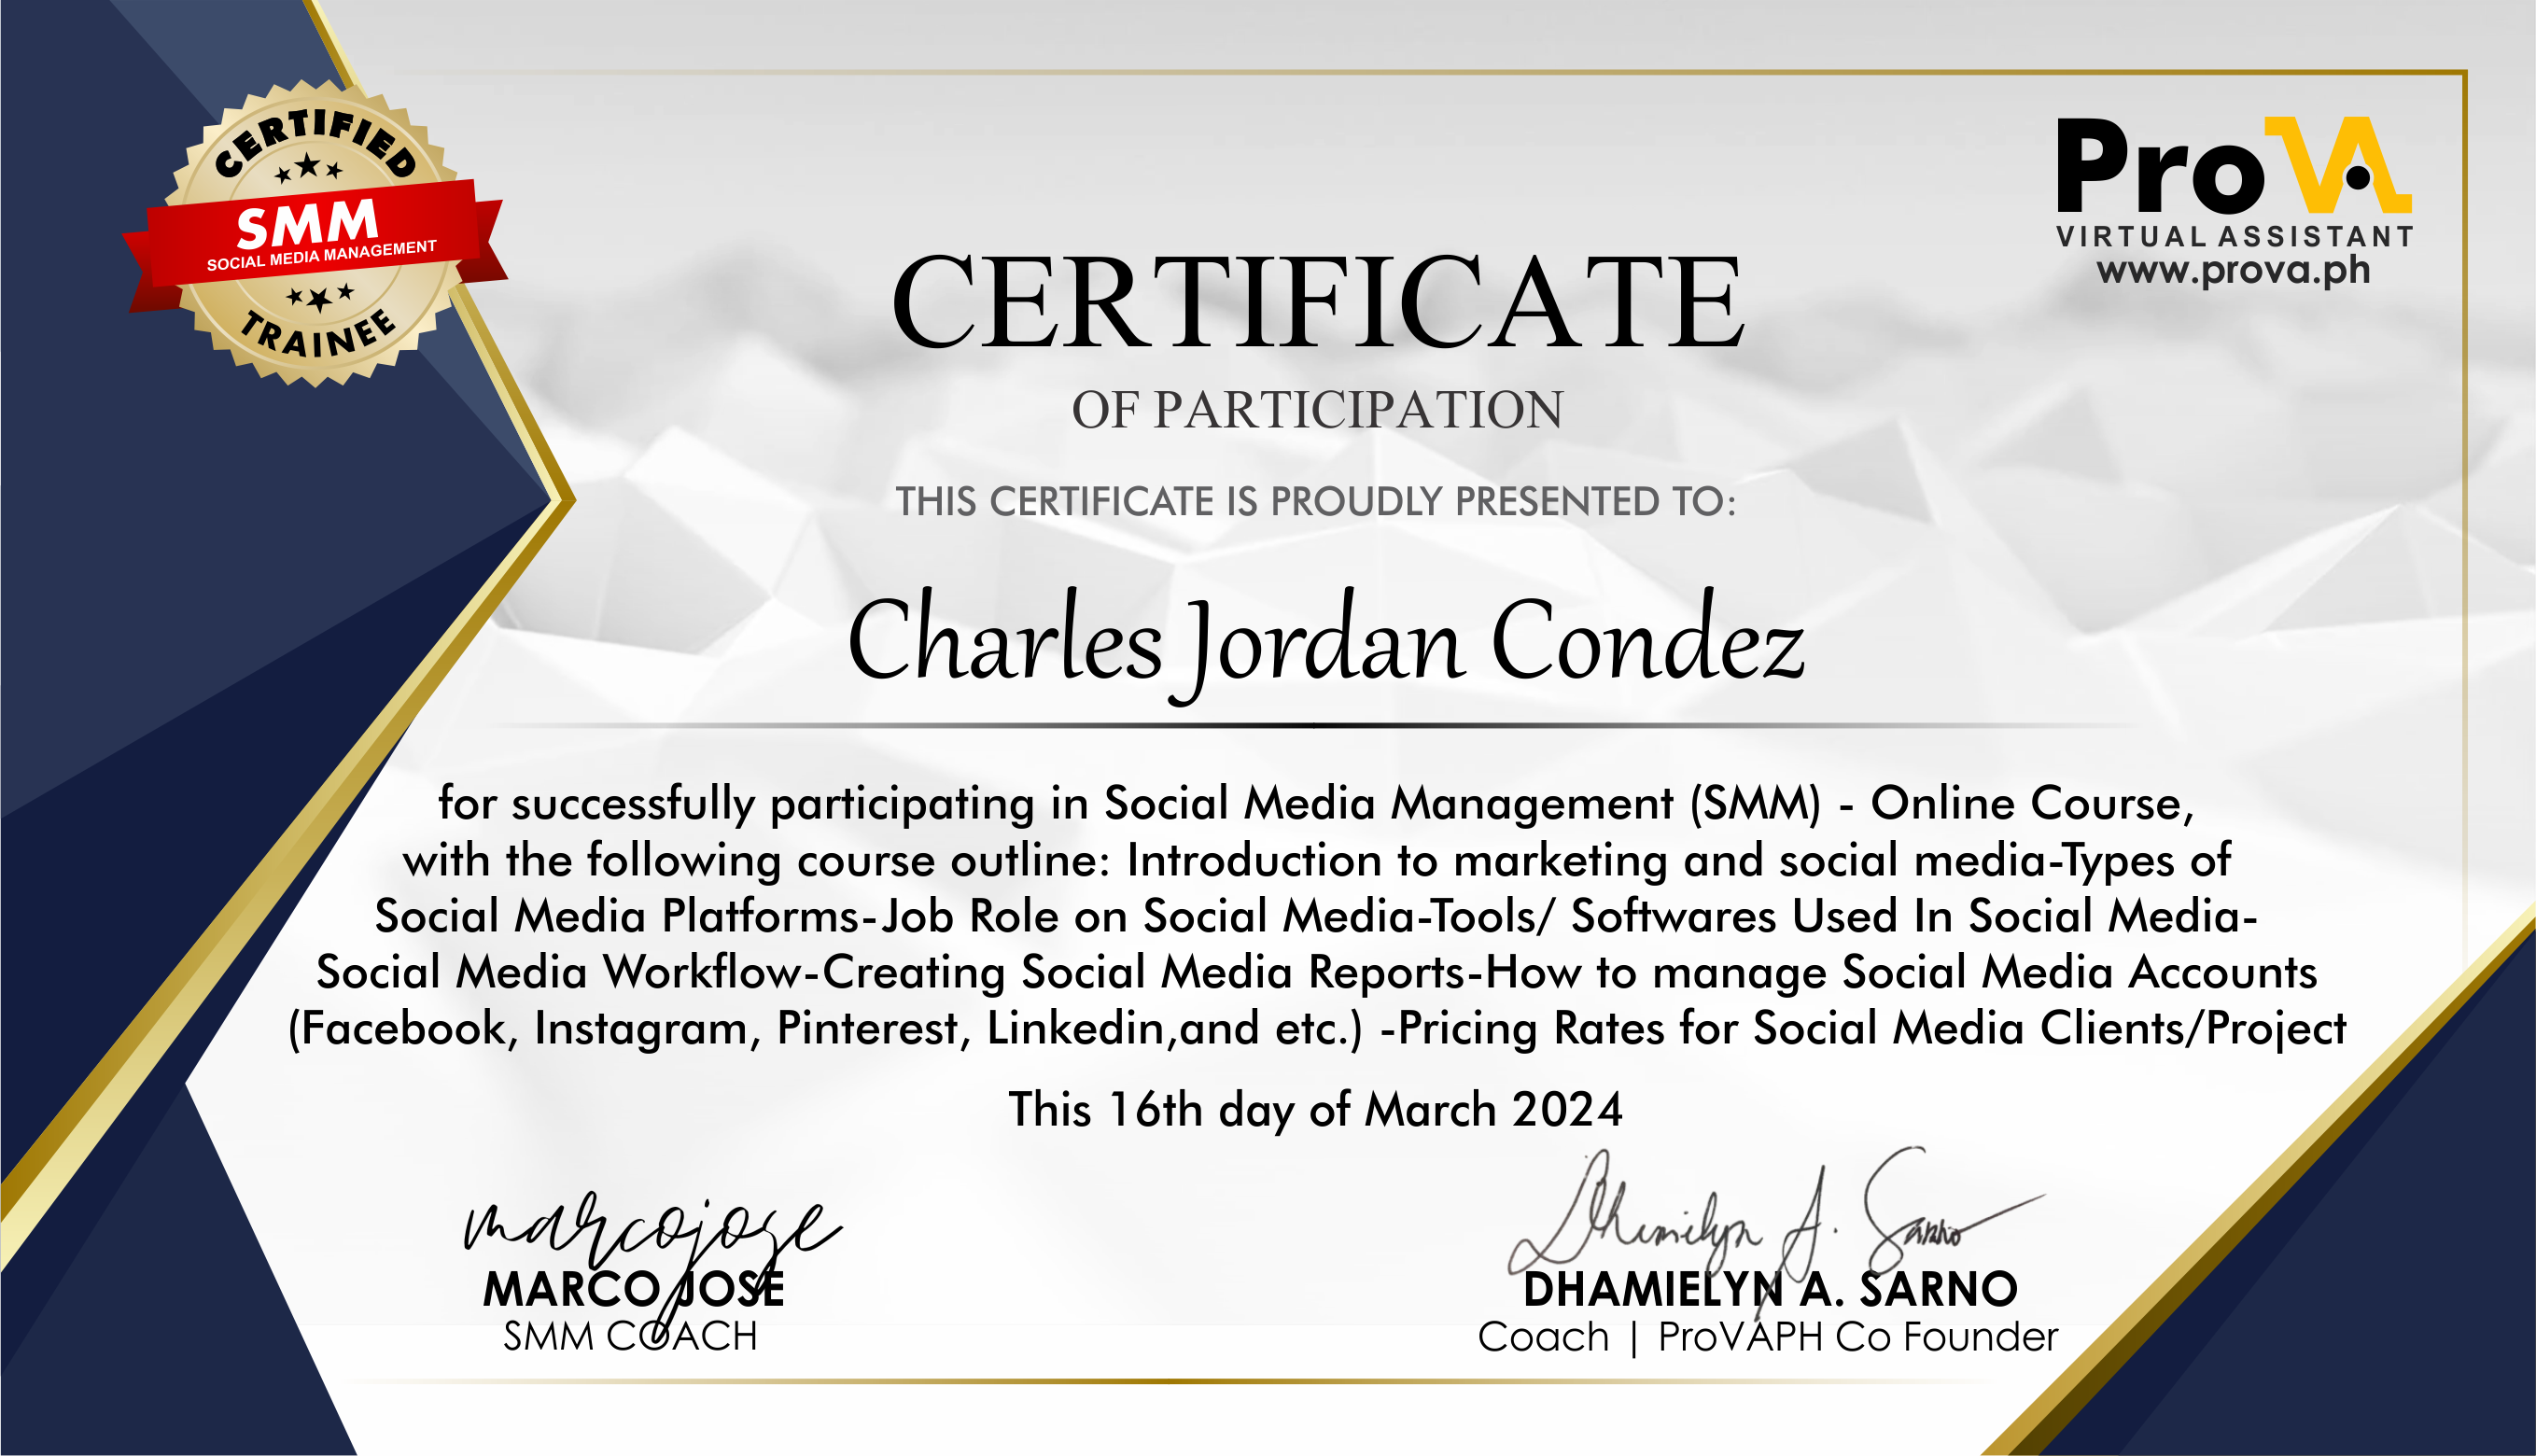 CERTIFIED
SMM
SOCIAL MEDIA MANAGEMENT
TRAINEE
ProVA
VIRTUAL ASSISTANT
www.prova.ph
CERTIFICATE
OF PARTICIPATION
THIS CERTIFICATE IS PROUDLY PRESENTED TO:
Charles Jordan Condez
for successfully participating in Social Media Management (SMM) - Online Course,
with the following course outline: Introduction to marketing and social media-Types of
Social Media Platforms-Job Role on Social Media-Tools/ Softwares Used In Social Media-
Social Media Workflow-Creating Social Media Reports-How to manage Social Media Accounts
(Facebook, Instagram, Pinterest, Linkedin,and etc.) -Pricing Rates for Social Media Clients/Project
This 16th day of March 2024
marcojose
MARCO JOSE
SMM COACH
Dhamielyn A. Sarno
DHAMIELYN A. SARNO
Coach | ProVAPH Co Founder